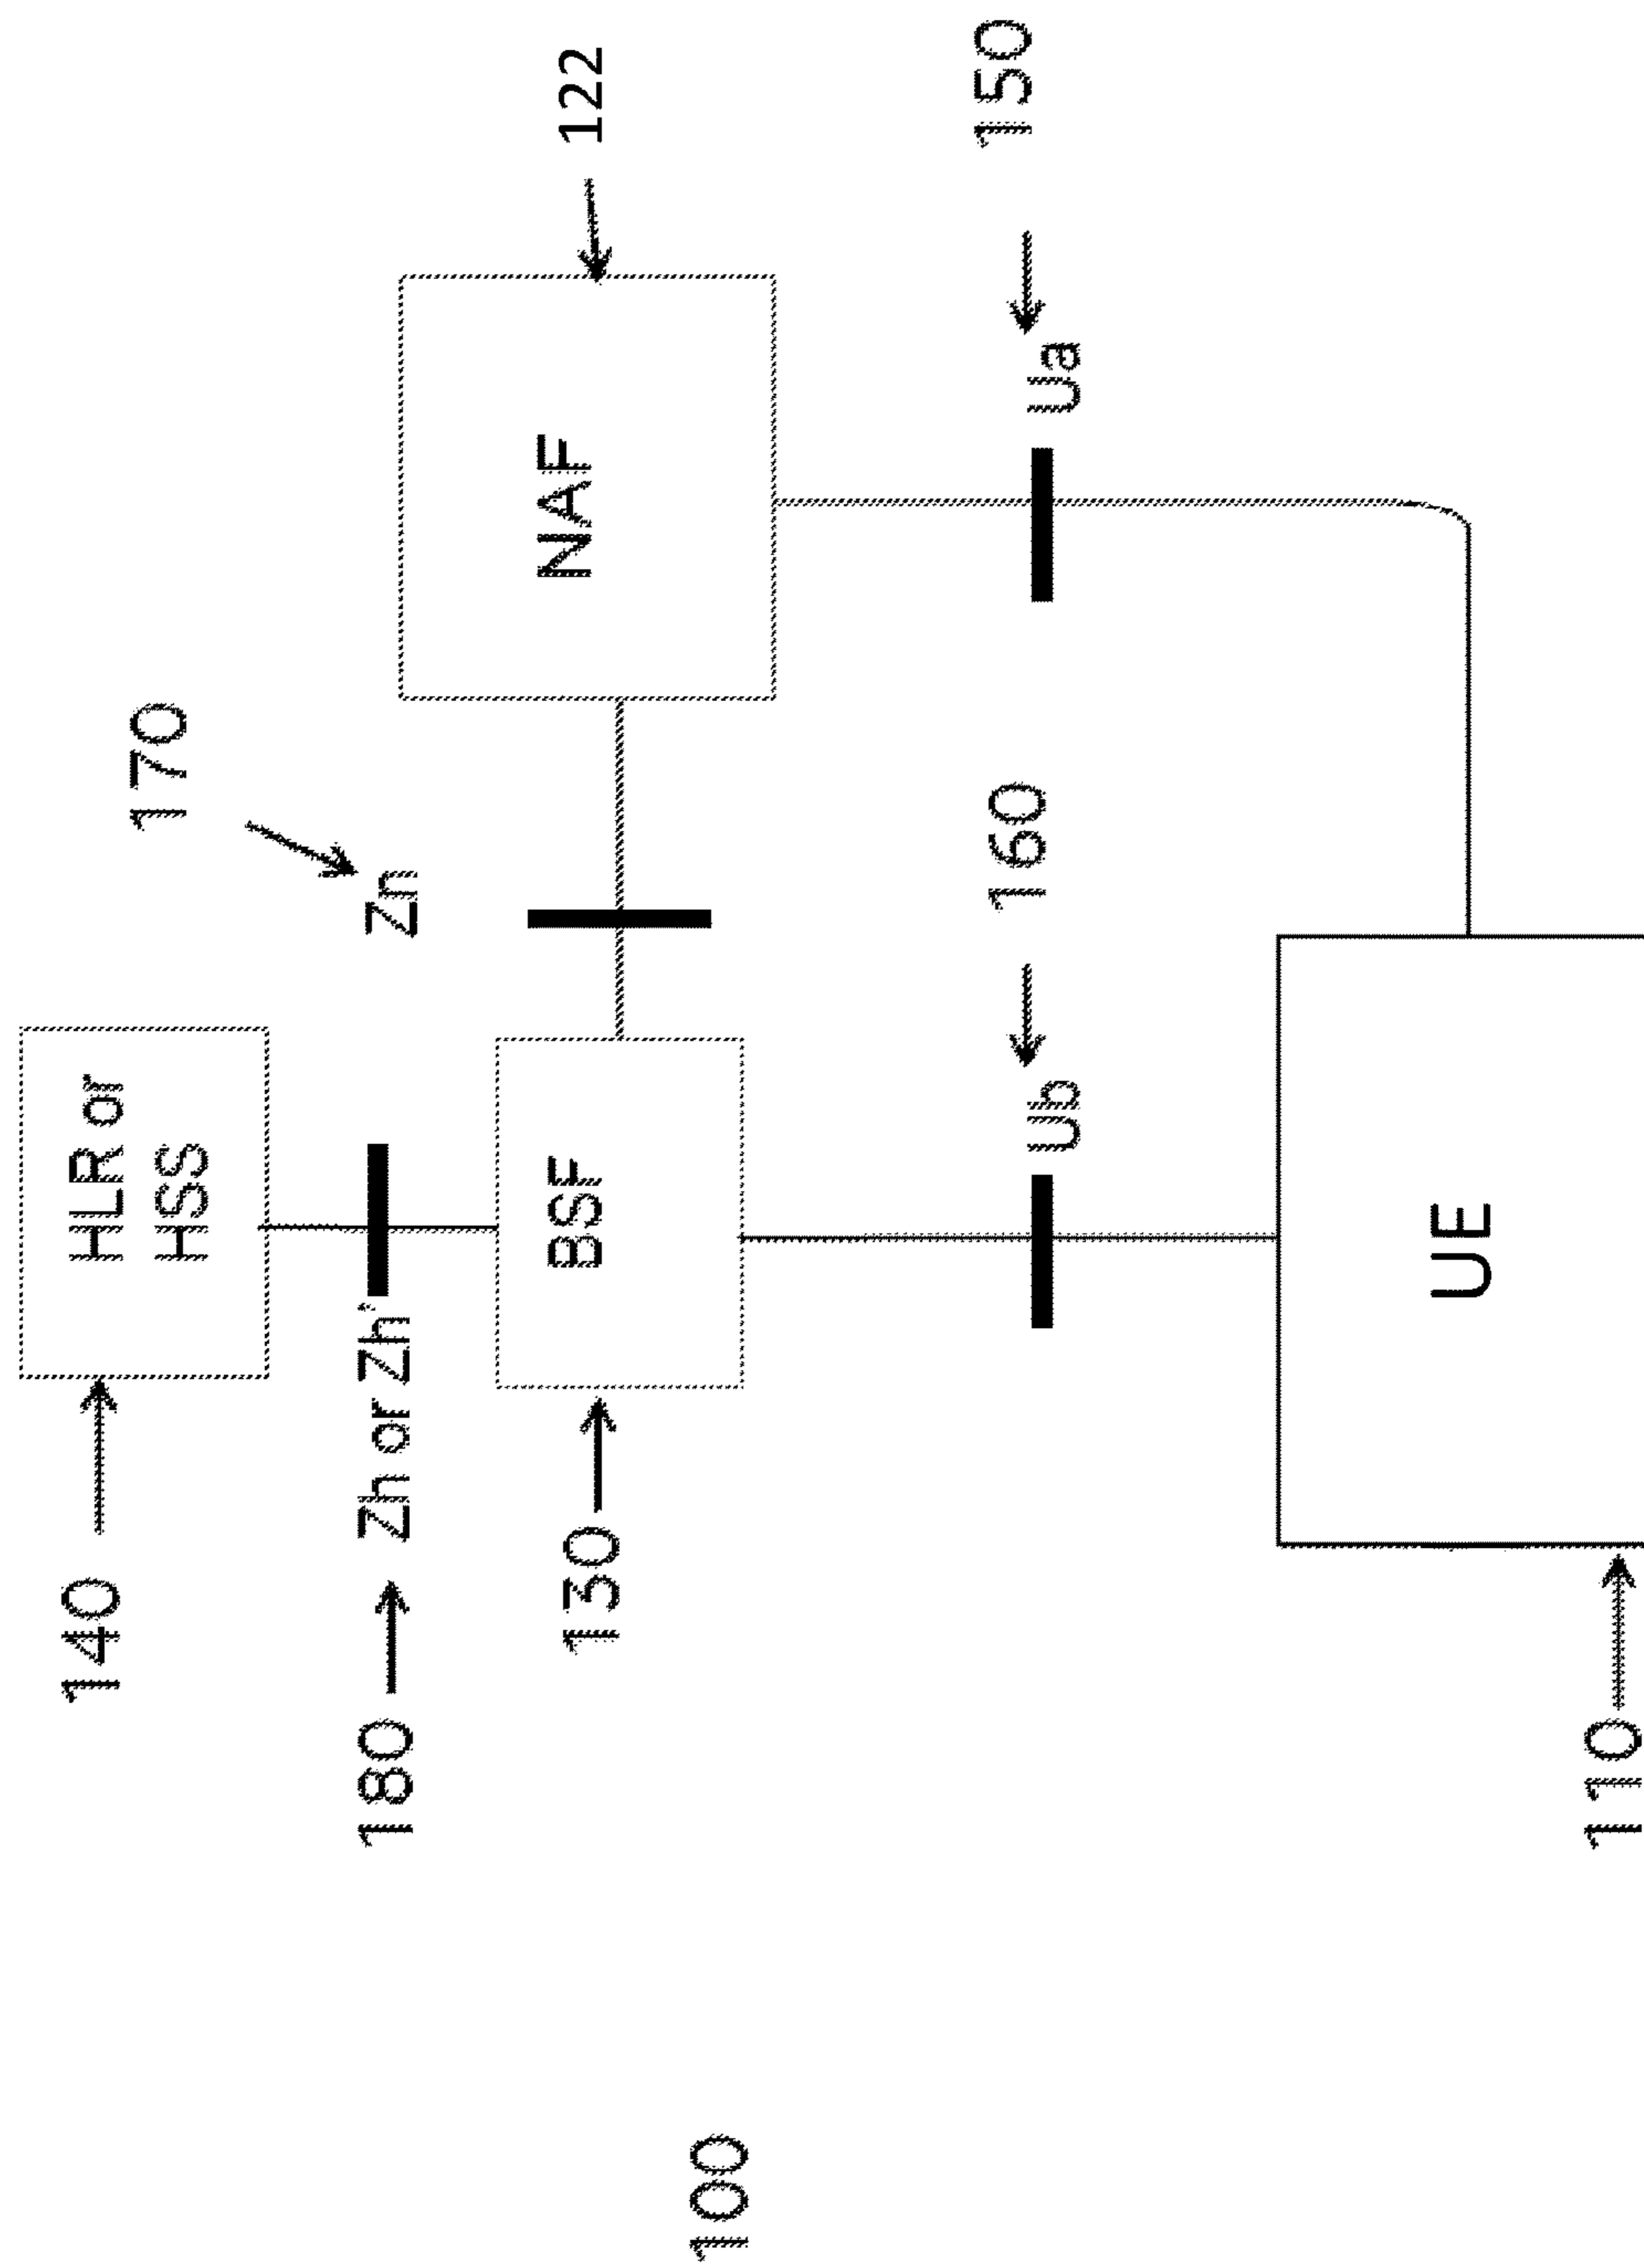 140
HLR or
HSS
170
180
Zh or Zh'
Zn
122
130
BSF
NAF
160
150
Ub
Ua
UE
110
100